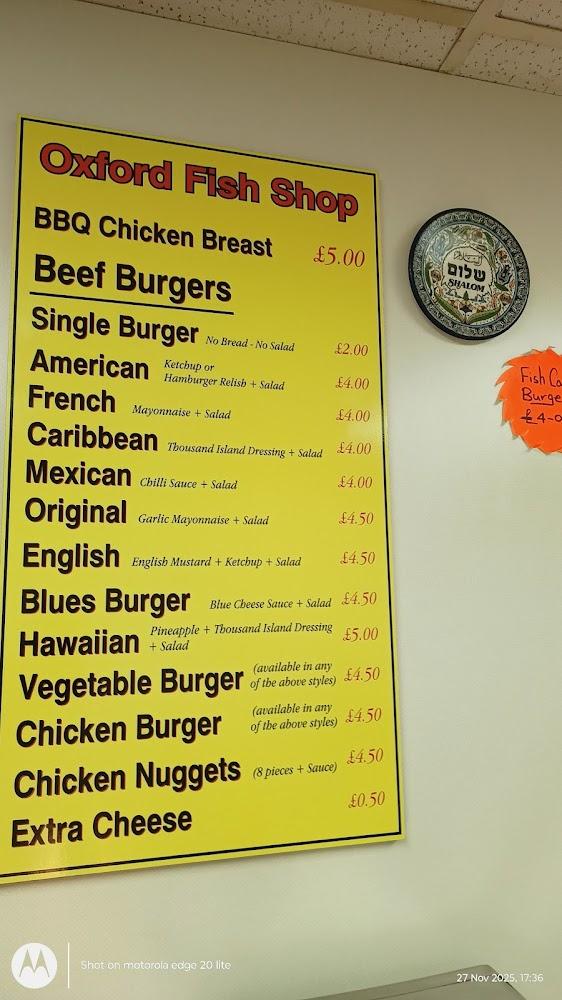 Oxford Fish Shop
BBQ Chicken Breast £5.00
Beef Burgers
Single Burger No Bread - No Salad £2.00
American Ketchup or
Hamburger Relish + Salad £4.00
French Mayonnaise + Salad £4.00
Caribbean Thousand Island Dressing + Salad £4.00
Mexican Chilli Sauce + Salad £4.00
Original Garlic Mayonnaise + Salad £4.50
English English Mustard + Ketchup + Salad £4.50
Blues Burger Blue Cheese Sauce + Salad £4.50
Hawaiian Pineapple + Thousand Island Dressing
+ Salad £5.00
Vegetable Burger (available in any
of the above styles) £4.50
Chicken Burger (available in any
of the above styles) £4.50
Chicken Nuggets (8 pieces + Sauce) £4.50
Extra Cheese £0.50
שלום
SHALOM
Fish
Burge
£4-0
Shot on motorola edge 20 lite
27 Nov 2025, 17:36